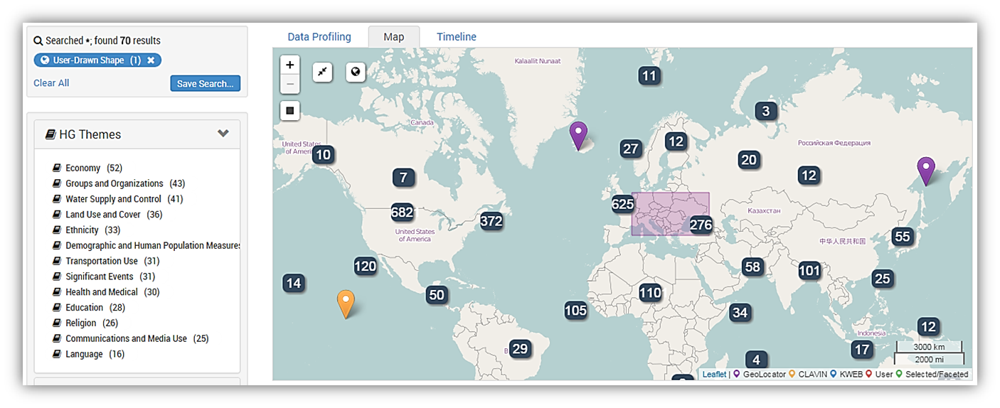 Searched *; found 70 results
User-Drawn Shape (1) ✖
Clear All
Save Search...
HG Themes
Economy (52)
Groups and Organizations (43)
Water Supply and Control (41)
Land Use and Cover (36)
Ethnicity (33)
Demographic and Human Population Measures
Transportation Use (31)
Significant Events (31)
Health and Medical (30)
Education (28)
Religion (26)
Communications and Media Use (25)
Language (16)
Data Profiling
Map
Timeline
+
−
Kalaallit Nunaat
11
3
Canada
United States
of America
10
27
12
Российская Федерация
20
12
7
625
682
372
276
Казахстан
United States
of America
中华人民共和国
55
120
58
101
14
25
50
110
105
34
12
Indonesia
29
17
4
3000 km
2000 mi
Leaflet | GeoLocator CLAVIN KWEB User Selected/Faceted